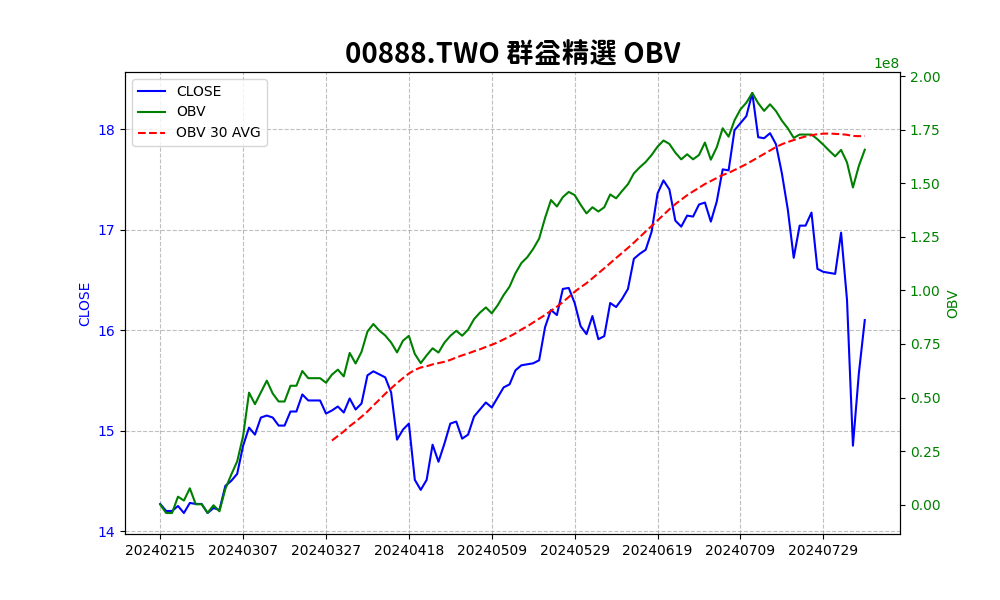 00888.TWO 群益精選 OBV
1e8
CLOSE
OBV
OBV 30 AVG
18
17
16
15
14
CLOSE
2.00
1.75
1.50
1.25
1.00
0.75
0.50
0.25
0.00
OBV
20240215 20240307 20240327 20240418 20240509 20240529 20240619 20240709 20240729